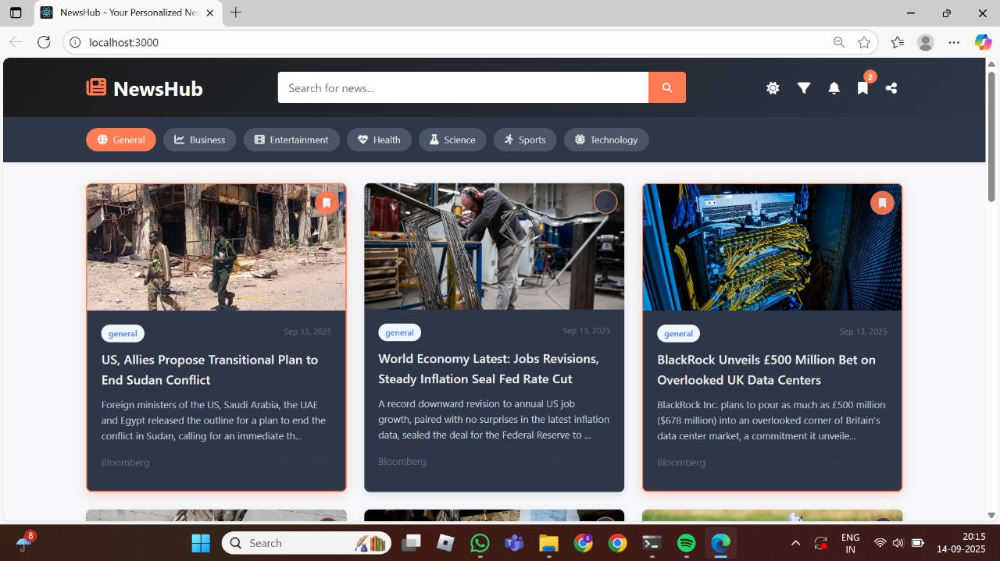 NewsHub - Your Personalized Nev
localhost:3000
NewsHub
Search for news...
2
General
Business
Entertainment
Health
Science
Sports
Technology
general
Sep 13, 2025
US, Allies Propose Transitional Plan to
End Sudan Conflict
Foreign ministers of the US, Saudi Arabia, the UAE
and Egypt released the outline for a plan to end the
conflict in Sudan, calling for an immediate th...
Bloomberg
Read more →
general
Sep 13, 2025
World Economy Latest: Jobs Revisions,
Steady Inflation Seal Fed Rate Cut
A record downward revision to annual US job
growth, paired with no surprises in the latest inflation
data, sealed the deal for the Federal Reserve to ...
Bloomberg
Read more →
general
Sep 13, 2025
BlackRock Unveils £500 Million Bet on
Overlooked UK Data Centers
BlackRock Inc. plans to pour as much as £500 million
($678 million) into an overlooked corner of Britain's
data center market, a commitment it unveile...
Bloomberg
Read more →
8
Search
ENG
IN
20:15
14-09-2025